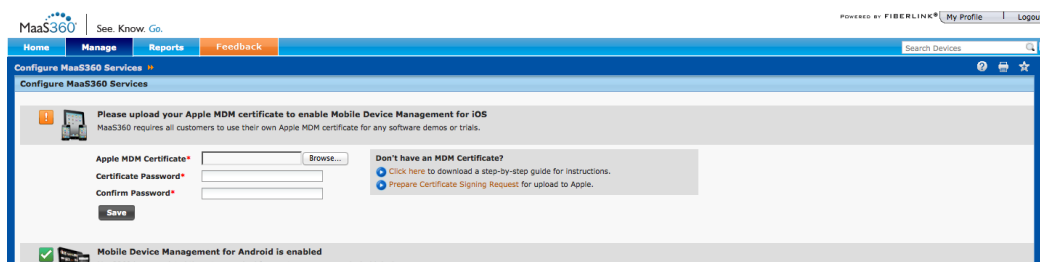 POWERED BY FIBERLINK® My Profile Logou
MaaS360 See. Know. Go.
Home Manage Reports Feedback Search Devices
Configure MaaS360 Services
Configure MaaS360 Services
Please upload your Apple MDM certificate to enable Mobile Device Management for iOS
MaaS360 requires all customers to use their own Apple MDM certificate for any software demos or trials.
Apple MDM Certificate* Browse... Don't have an MDM Certificate?
Click here to download a step-by-step guide for instructions.
Certificate Password*
Prepare Certificate Signing Request for upload to Apple.
Confirm Password*
Save
Mobile Device Management for Android is enabled